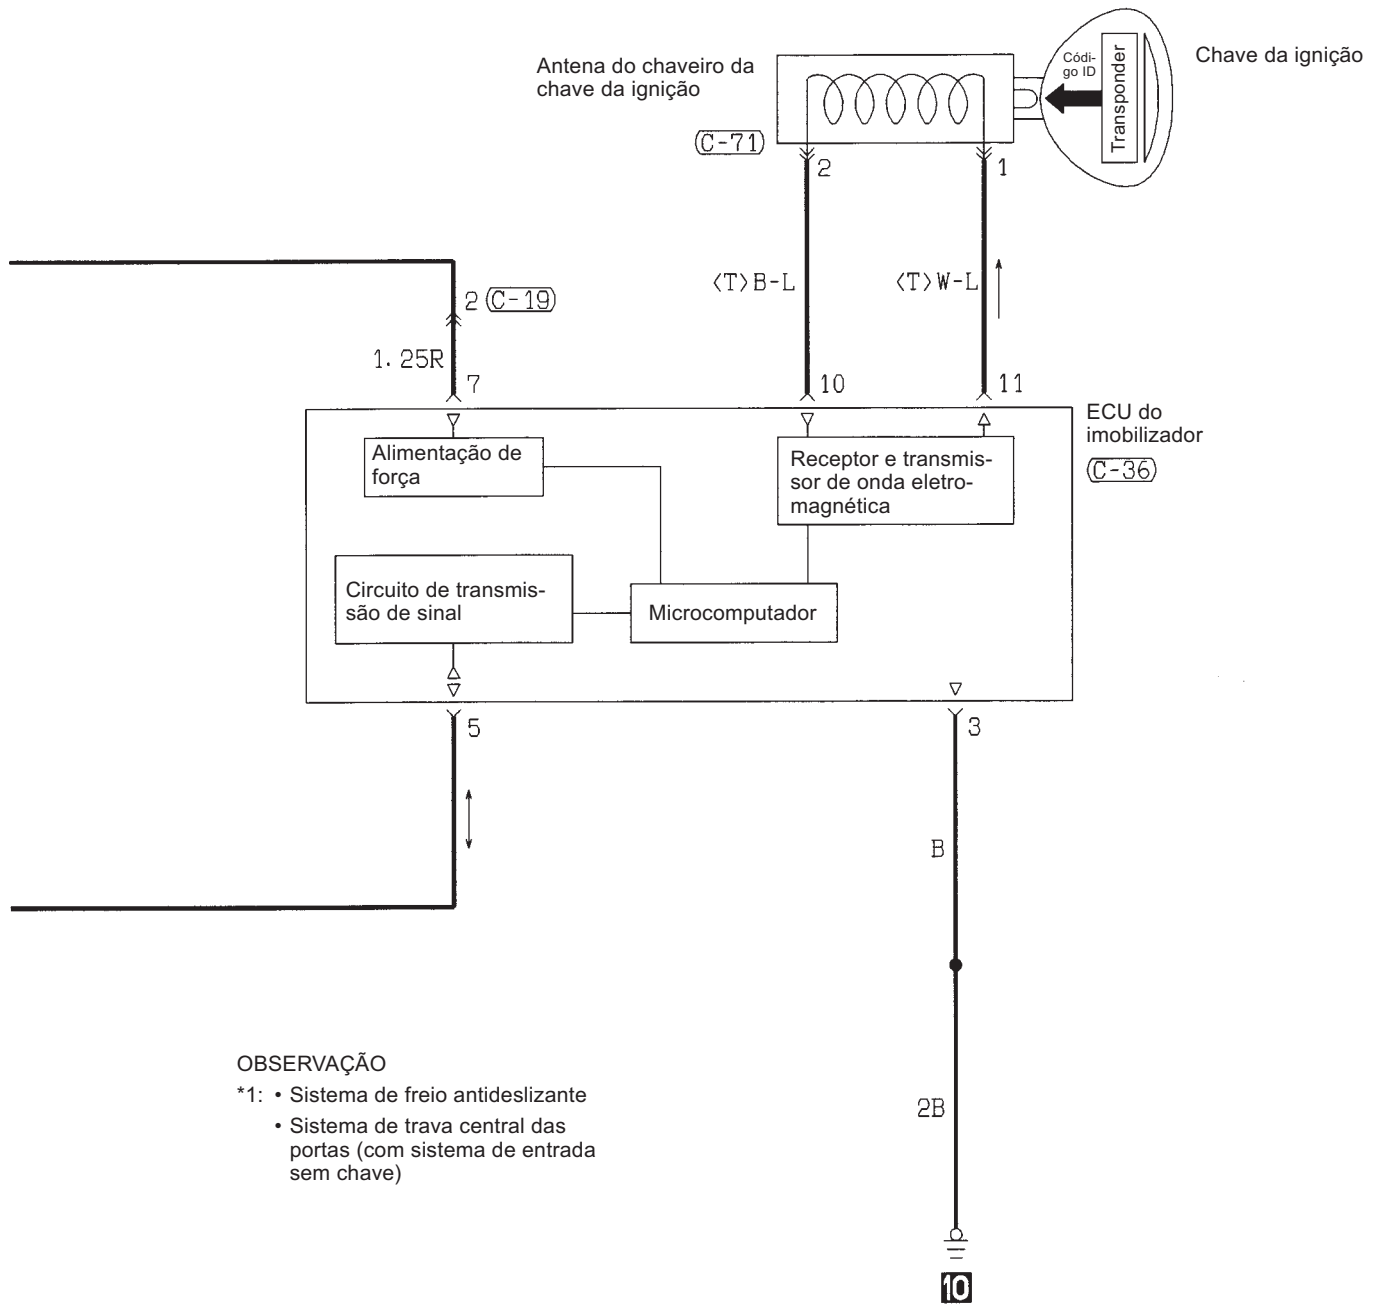 Antena do chaveiro da
chave da ignição
Códi-
go ID
Transponder
Chave da ignição
(C-71)
2
1
<T>B-L
<T>W-L
2 (C-19)
1.25R
7
10
11
ECU do
imobilizador
(C-36)
Alimentação de
força
Receptor e transmis-
sor de onda eletro-
magnética
Circuito de transmis-
são de sinal
Microcomputador
5
3
B
OBSERVAÇÃO
*1: • Sistema de freio antideslizante
• Sistema de trava central das
portas (com sistema de entrada
sem chave)
2B
10